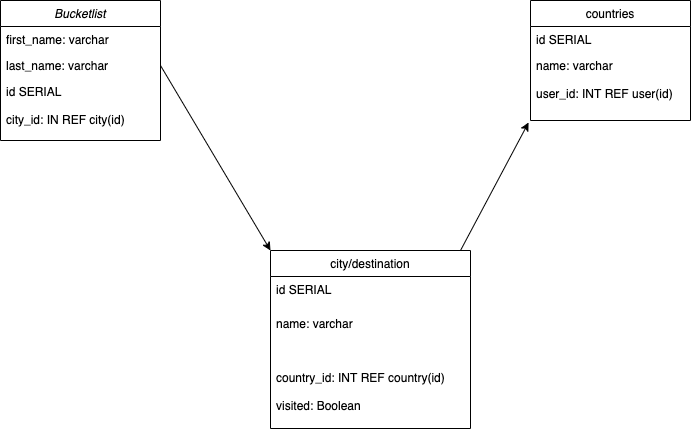 Bucketlist
first_name: varchar
last_name: varchar
id SERIAL
city_id: IN REF city(id)
countries
id SERIAL
name: varchar
user_id: INT REF user(id)
city/destination
id SERIAL
name: varchar
country_id: INT REF country(id)
visited: Boolean